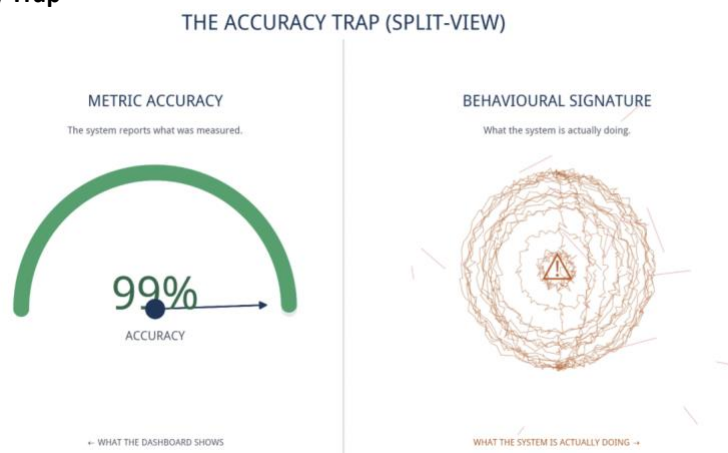 Trap
THE ACCURACY TRAP (SPLIT-VIEW)
METRIC ACCURACY
The system reports what was measured.
99%
ACCURACY
← WHAT THE DASHBOARD SHOWS
BEHAVIOURAL SIGNATURE
What the system is actually doing.
WHAT THE SYSTEM IS ACTUALLY DOING →